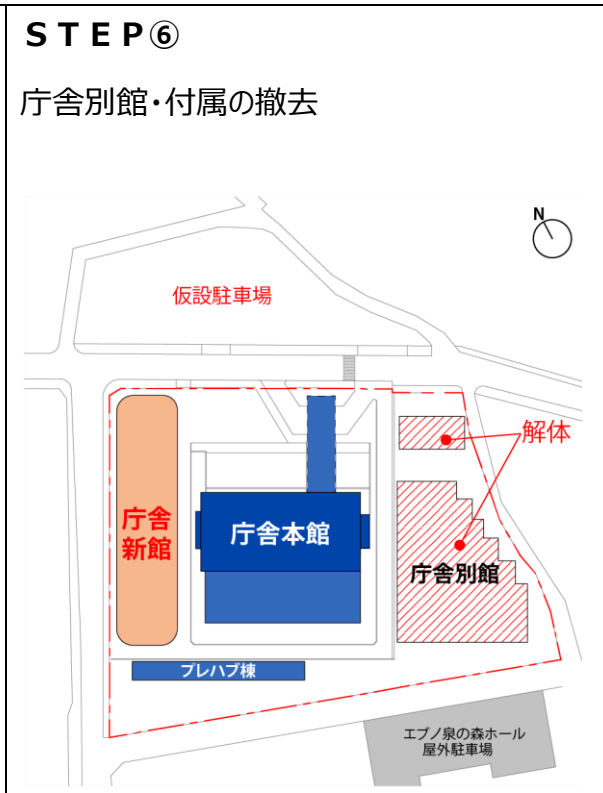 STEP⑥
庁舎別館・付属の撤去
N
仮設駐車場
解体
庁舎
新館
庁舎本館
庁舎別館
プレハブ棟
エブノ泉の森ホール
屋外駐車場